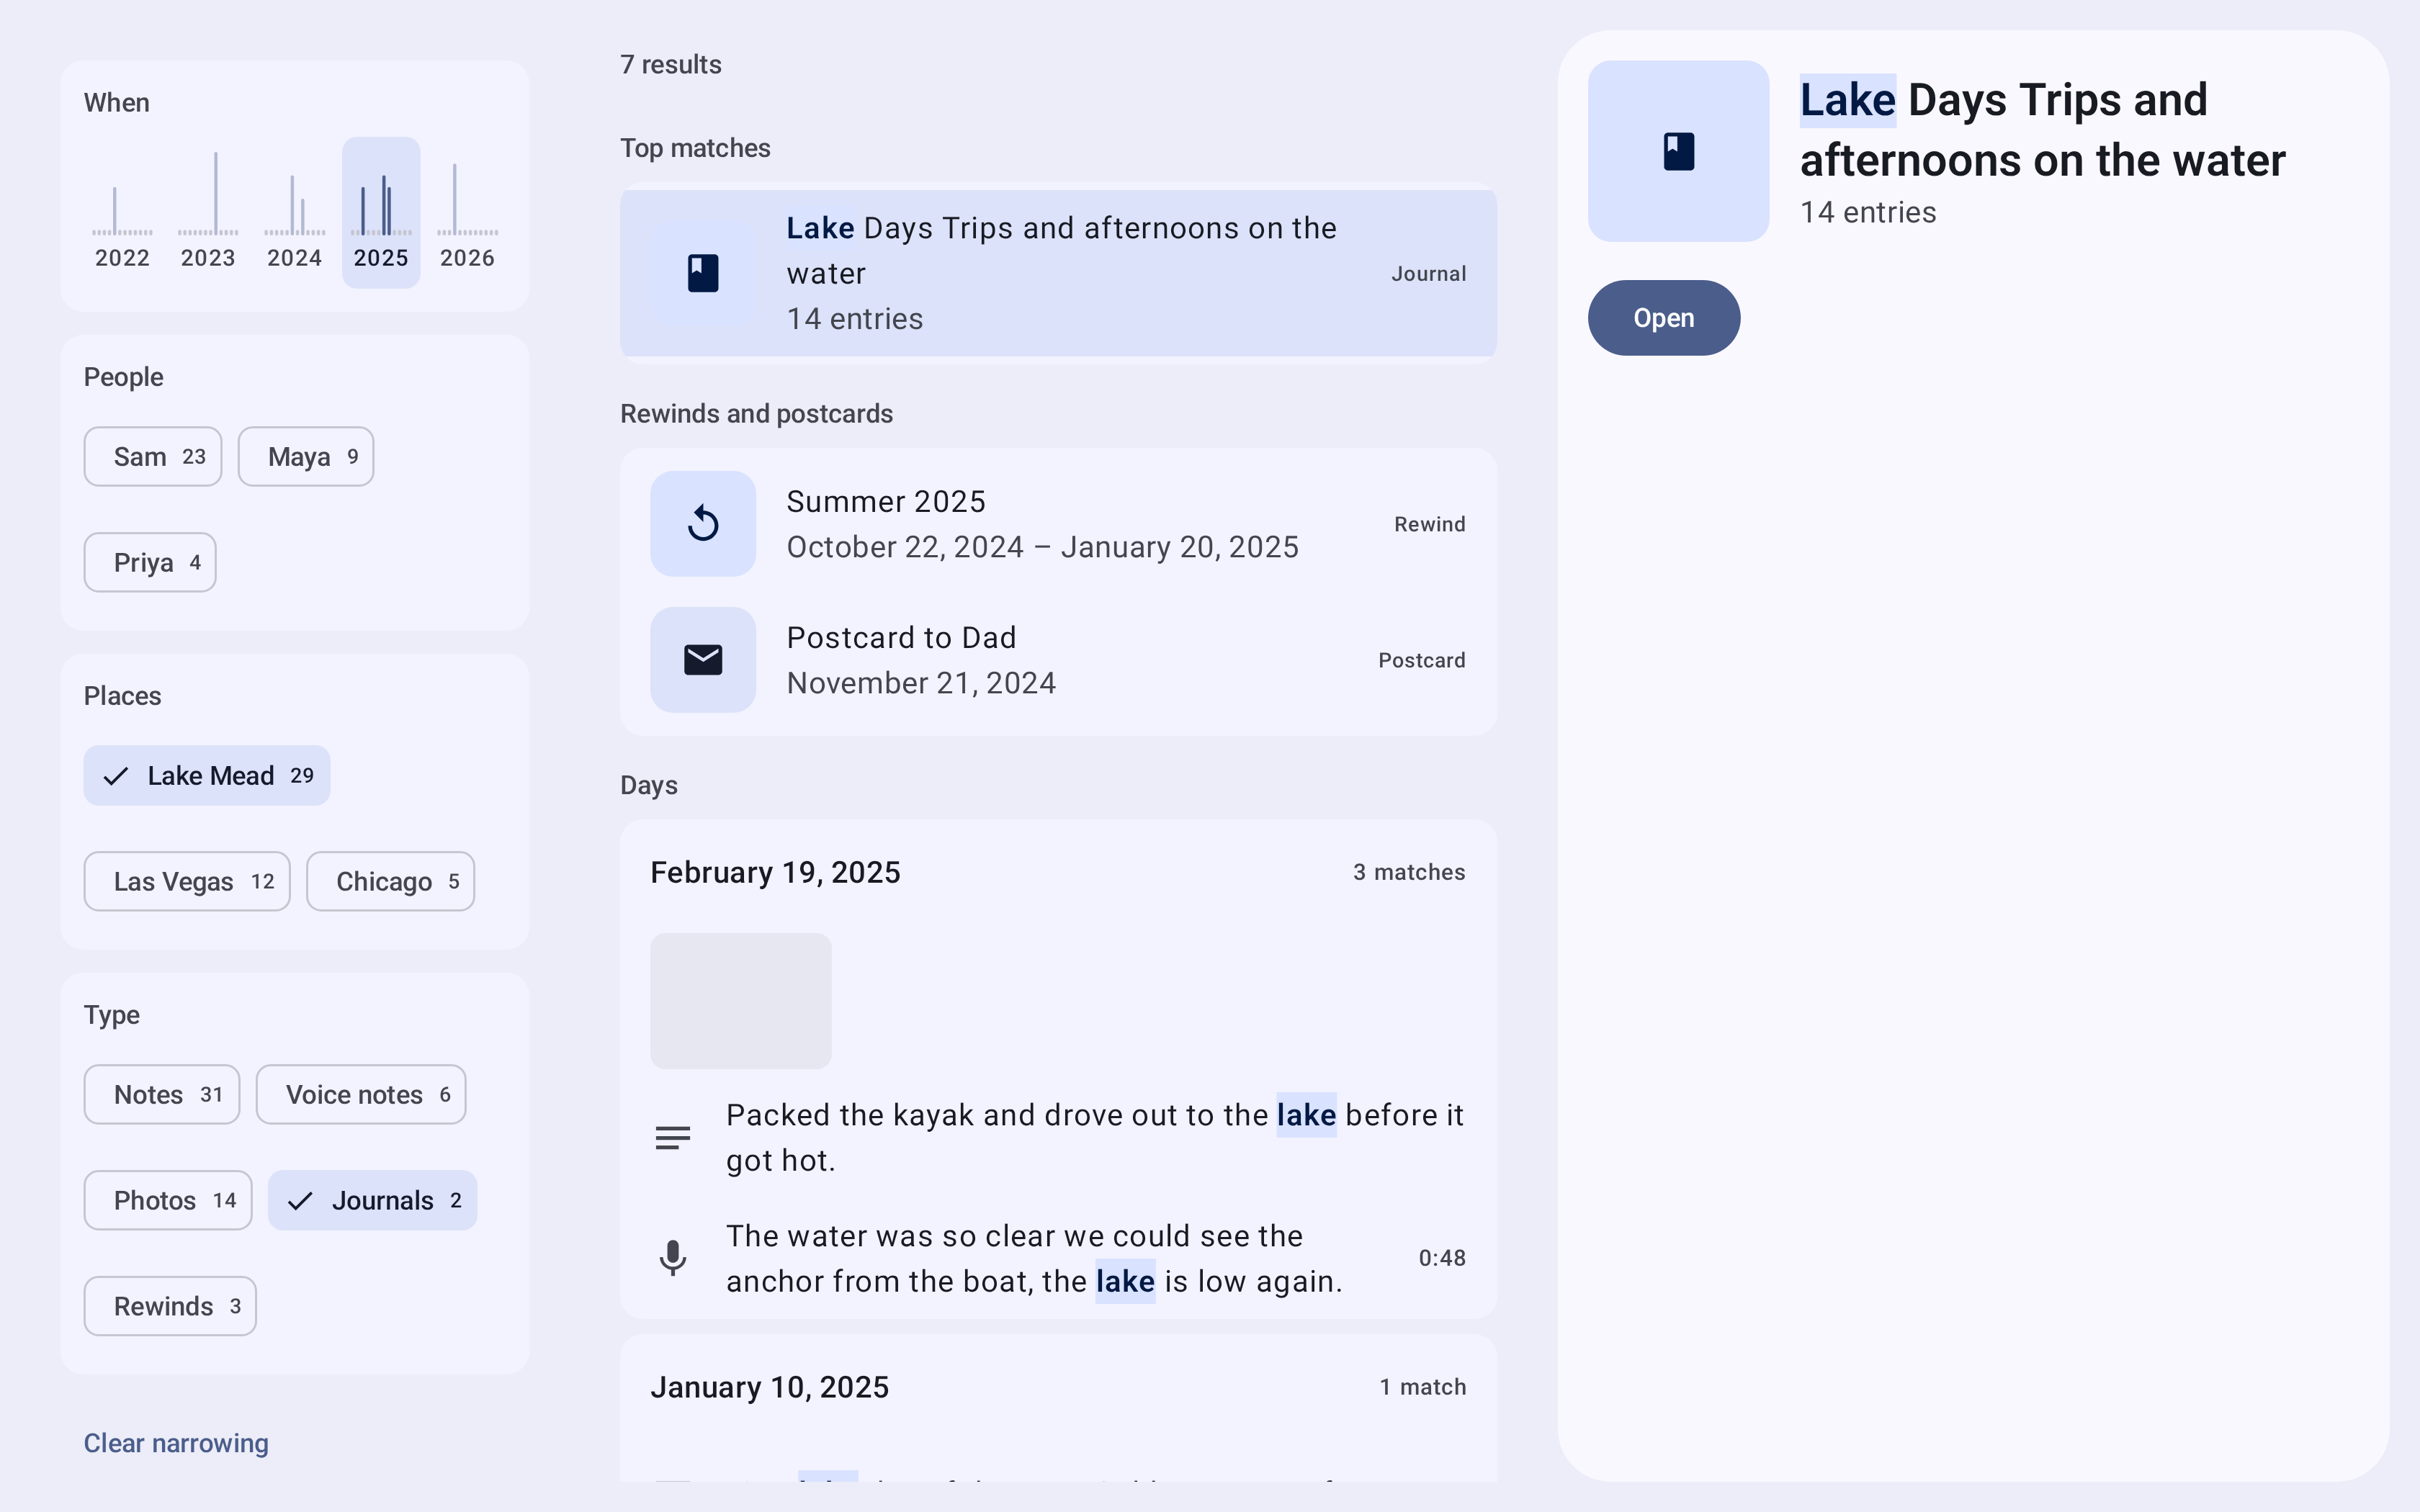 When
2022 2023 2024 2025 2026
People
Sam 23 Maya 9
Priya 4
Places
Lake Mead 29
Las Vegas 12 Chicago 5
Type
Notes 31 Voice notes 6
Photos 14 Journals 2
Rewinds 3
Clear narrowing
7 results
Top matches
Lake Days Trips and afternoons on the
water
14 entries
Journal
Rewinds and postcards
Summer 2025
October 22, 2024 – January 20, 2025
Rewind
Postcard to Dad
November 21, 2024
Postcard
Days
February 19, 2025
3 matches
Packed the kayak and drove out to the lake before it
got hot.
The water was so clear we could see the
anchor from the boat, the lake is low again.
0:48
January 10, 2025
1 match
Lake Days Trips and
afternoons on the water
14 entries
Open